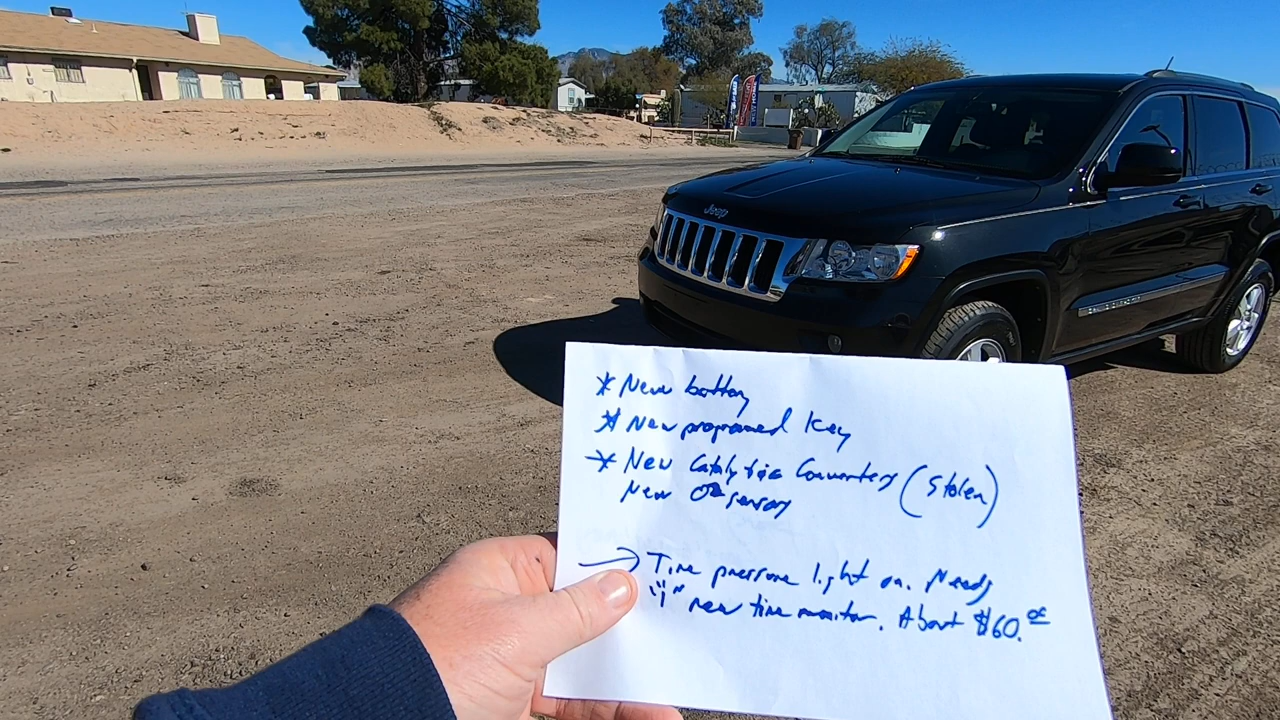 Jeep
* New battery
* New programed Key
* New Catalytic Converters (Stolen)
New O2 sensors
→ Tire pressure light on. Needs
"1" new tire monitor. About $60.00